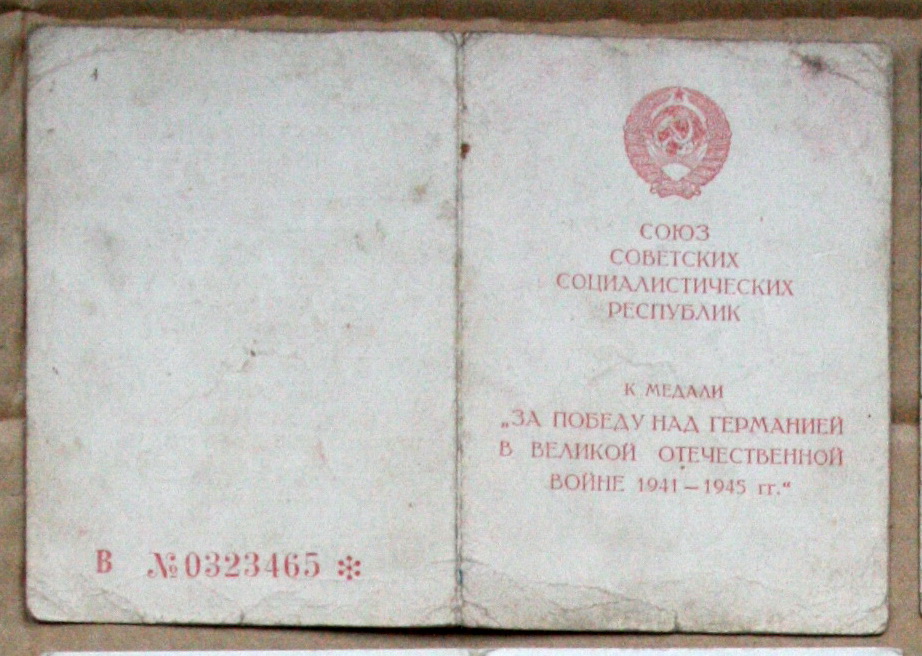 В №0323465 *
СОЮЗ
СОВЕТСКИХ
СОЦИАЛИСТИЧЕСКИХ
РЕСПУБЛИК
К МЕДАЛИ
„ЗА ПОБЕДУ НАД ГЕРМАНИЕЙ
В ВЕЛИКОЙ ОТЕЧЕСТВЕННОЙ
ВОЙНЕ 1941–1945 гг.“